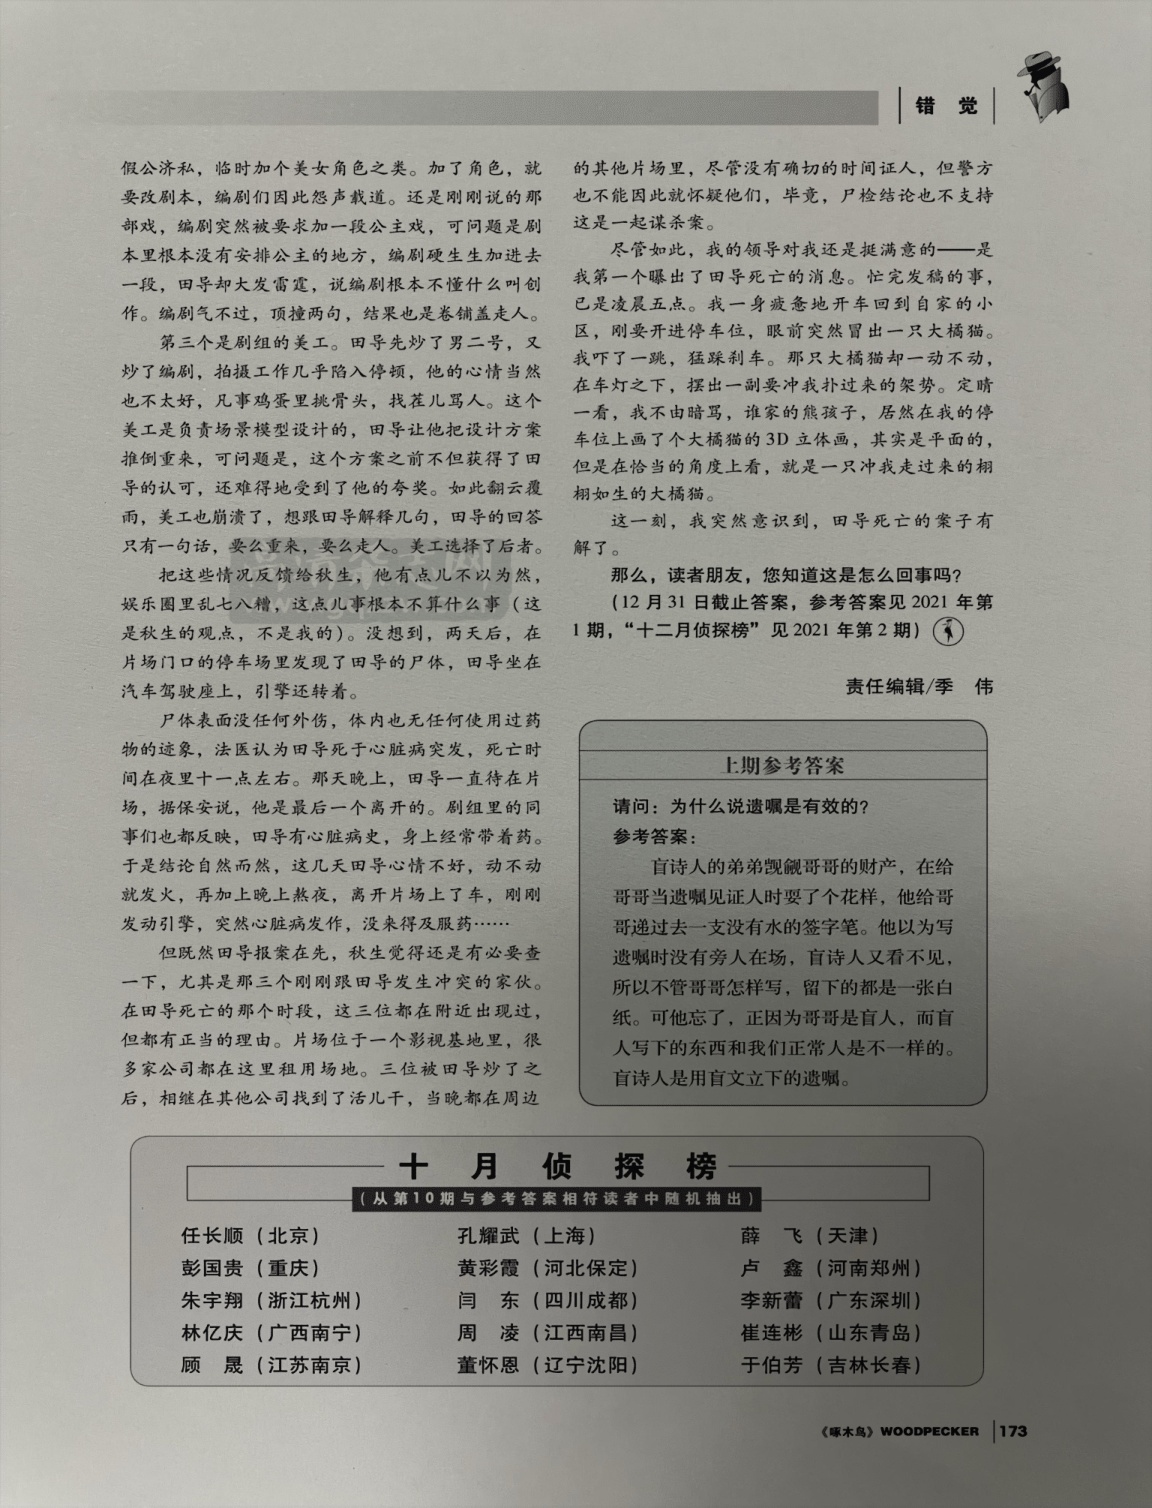 错 觉
假公济私，临时加个美女角色之类。加了角色，就
要改剧本，编剧们因此怨声载道。还是刚刚说的那
部戏，编剧突然被要求加一段公主戏，可问题是剧
本里根本没有安排公主的地方，编剧硬生生加进去
一段，田导却大发雷霆，说编剧根本不懂什么叫创
作。编剧气不过，顶撞两句，结果也是卷铺盖走人。
第三个是剧组的美工。田导先炒了男二号，又
炒了编剧，拍摄工作几乎陷入停顿，他的心情当然
也不太好，凡事鸡蛋里挑骨头，找茬儿骂人。这个
美工是负责场景模型设计的，田导让他把设计方案
推倒重来，可问题是，这个方案之前不但获得了田
导的认可，还难得地受到了他的夸奖。如此翻云覆
雨，美工也崩溃了，想跟田导解释几句，田导的回答
只有一句话，要么重来，要么走人。美工选择了后者。
把这些情况反馈给秋生，他有点儿不以为然，
娱乐圈里乱七八糟，这点儿事根本不算什么事（这
是秋生的观点，不是我的）。没想到，两天后，在
片场门口的停车场里发现了田导的尸体，田导坐在
汽车驾驶座上，引擎还转着。
尸体表面没任何外伤，体内也无任何使用过药
物的迹象，法医认为田导死于心脏病突发，死亡时
间在夜里十一点左右。那天晚上，田导一直待在片
场，据保安说，他是最后一个离开的。剧组里的同
事们也都反映，田导有心脏病史，身上经常带着药。
于是结论自然而然，这几天田导心情不好，动不动
就发火，再加上晚上熬夜，离开片场上了车，刚刚
发动引擎，突然心脏病发作，没来得及服药……
但既然田导报案在先，秋生觉得还是有必要查
一下，尤其是那三个刚刚跟田导发生冲突的家伙。
在田导死亡的那个时段，这三位都在附近出现过，
但都有正当的理由。片场位于一个影视基地里，很
多家公司都在这里租用场地。三位被田导炒了之
后，相继在其他公司找到了活儿干，当晚都在周边
的其他片场里，尽管没有确切的时间证人，但警方
也不能因此就怀疑他们，毕竟，尸检结论也不支持
这是一起谋杀案。
尽管如此，我的领导对我还是挺满意的——是
我第一个曝出了田导死亡的消息。忙完发稿的事，
已是凌晨五点。我一身疲惫地开车回到自家的小
区，刚要开进停车位，眼前突然冒出一只大橘猫。
我吓了一跳，猛踩刹车。那只大橘猫却一动不动，
在车灯之下，摆出一副要冲我扑过来的架势。定睛
一看，我不由暗骂，谁家的熊孩子，居然在我的停
车位上画了个大橘猫的3D 立体画，其实是平面的，
但是在恰当的角度上看，就是一只冲我走过来的栩
栩如生的大橘猫。
这一刻，我突然意识到，田导死亡的案子有
解了。
那么，读者朋友，您知道这是怎么回事吗？
（12 月 31 日截止答案，参考答案见 2021 年第
1 期，“十二月侦探榜”见 2021 年第 2 期）
责任编辑/季 伟
上期参考答案
请问：为什么说遗嘱是有效的？
参考答案：
盲诗人的弟弟觊觎哥哥的财产，在给
哥哥当遗嘱见证人时耍了个花样，他给哥
哥递过去一支没有水的签字笔。他以为写
遗嘱时没有旁人在场，盲诗人又看不见，
所以不管哥哥怎样写，留下的都是一张白
纸。可他忘了，正因为哥哥是盲人，而盲
人写下的东西和我们正常人是不一样的。
盲诗人是用盲文立下的遗嘱。
十月侦探榜
（从第10期与参考答案相符读者中随机抽出）
任长顺（北京） 孔耀武（上海） 薛 飞（天津）
彭国贵（重庆） 黄彩霞（河北保定） 卢 鑫（河南郑州）
朱宇翔（浙江杭州） 闫 东（四川成都） 李新蕾（广东深圳）
林亿庆（广西南宁） 周 凌（江西南昌） 崔连彬（山东青岛）
顾 晟（江苏南京） 董怀恩（辽宁沈阳） 于伯芳（吉林长春）
《啄木鸟》WOODPECKER 173